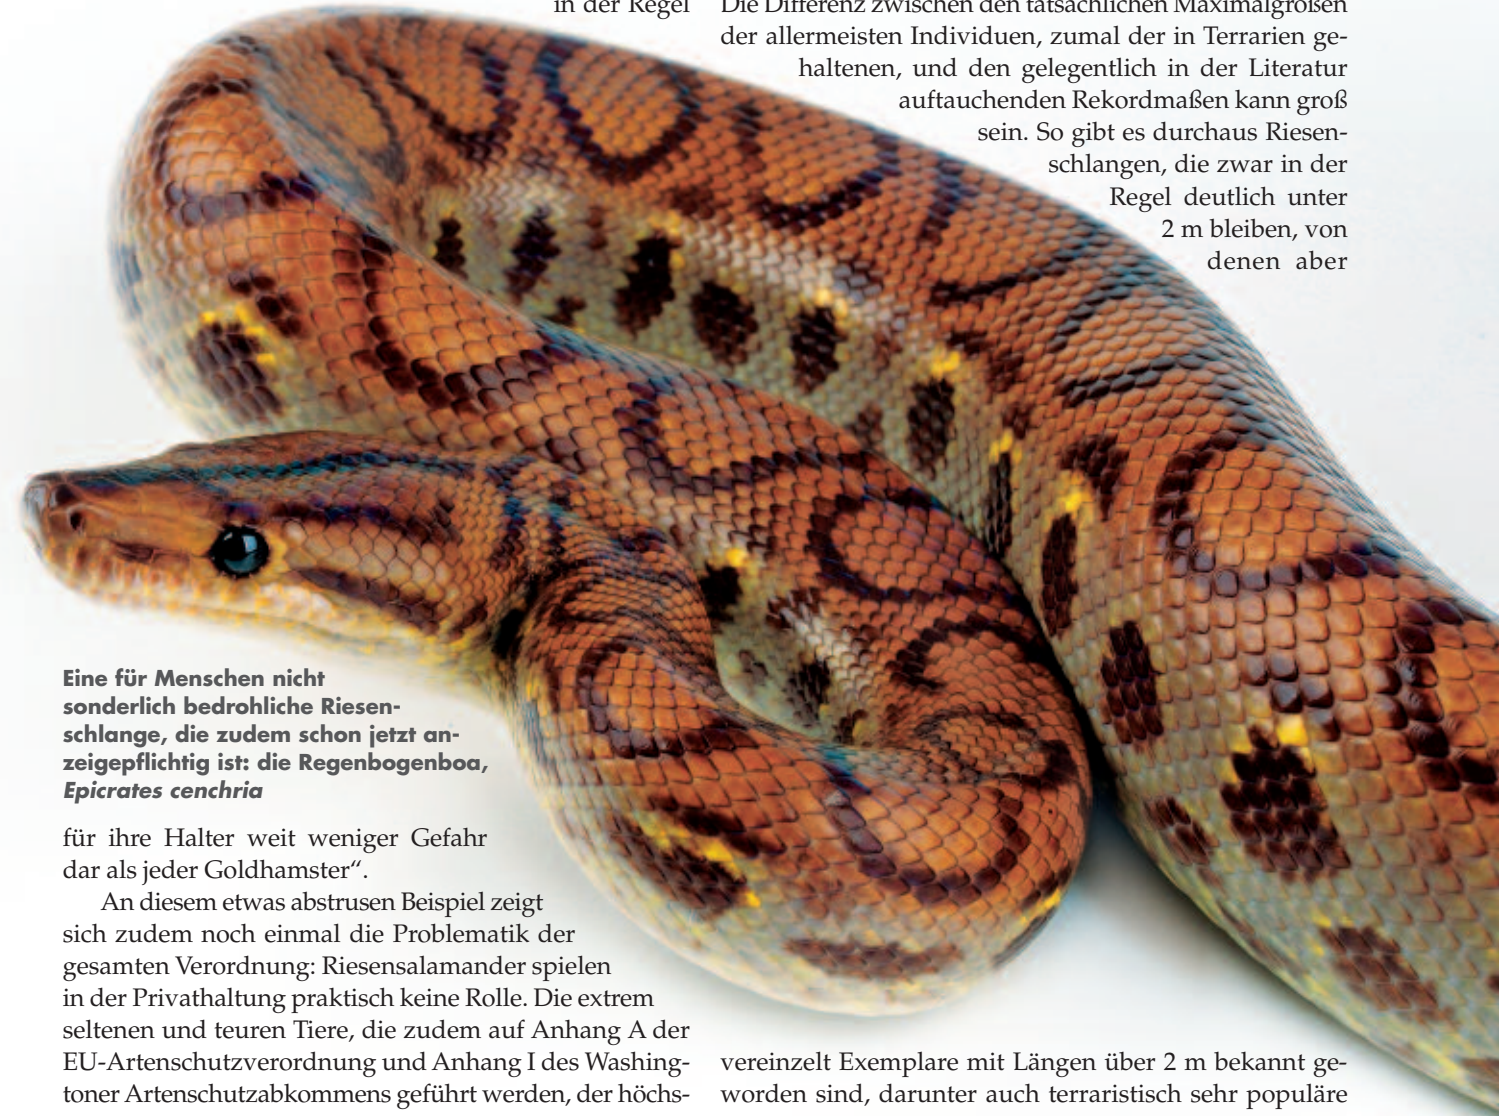 in der Regel
Eine für Menschen nicht
sonderlich bedrohliche Riesen-
schlange, die zudem schon jetzt an-
zeigepflichtig ist: die Regenbogenboa,
Epicrates cenchria
für ihre Halter weit weniger Gefahr
dar als jeder Goldhamster“.
An diesem etwas abstrusen Beispiel zeigt
sich zudem noch einmal die Problematik der
gesamten Verordnung: Riesensalamander spielen
in der Privathaltung praktisch keine Rolle. Die extrem
seltenen und teuren Tiere, die zudem auf Anhang A der
EU-Artenschutzverordnung und Anhang I des Washing-
toner Artenschutzabkommens geführt werden, der höchs-
Die Differenz zwischen den tatsächlichen Maximalgrößen
der allermeisten Individuen, zumal der in Terrarien ge-
haltenen, und den gelegentlich in der Literatur
auftauchenden Rekordmaßen kann groß
sein. So gibt es durchaus Riesen-
schlangen, die zwar in der
Regel deutlich unter
2 m bleiben, von
denen aber
vereinzelt Exemplare mit Längen über 2 m bekannt ge-
worden sind, darunter auch terraristisch sehr populäre